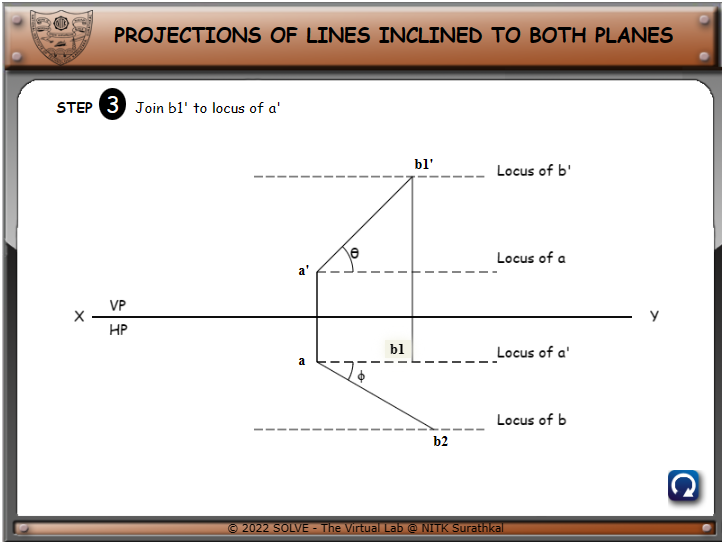 PROJECTIONS OF LINES INCLINED TO BOTH PLANES
STEP 3 Join b1' to locus of a'
b1'
Locus of b'
θ
a'
Locus of a
VP
X
Y
HP
b1
Locus of a'
a
ϕ
Locus of b
b2
© 2022 SOLVE - The Virtual Lab @ NITK Surathkal